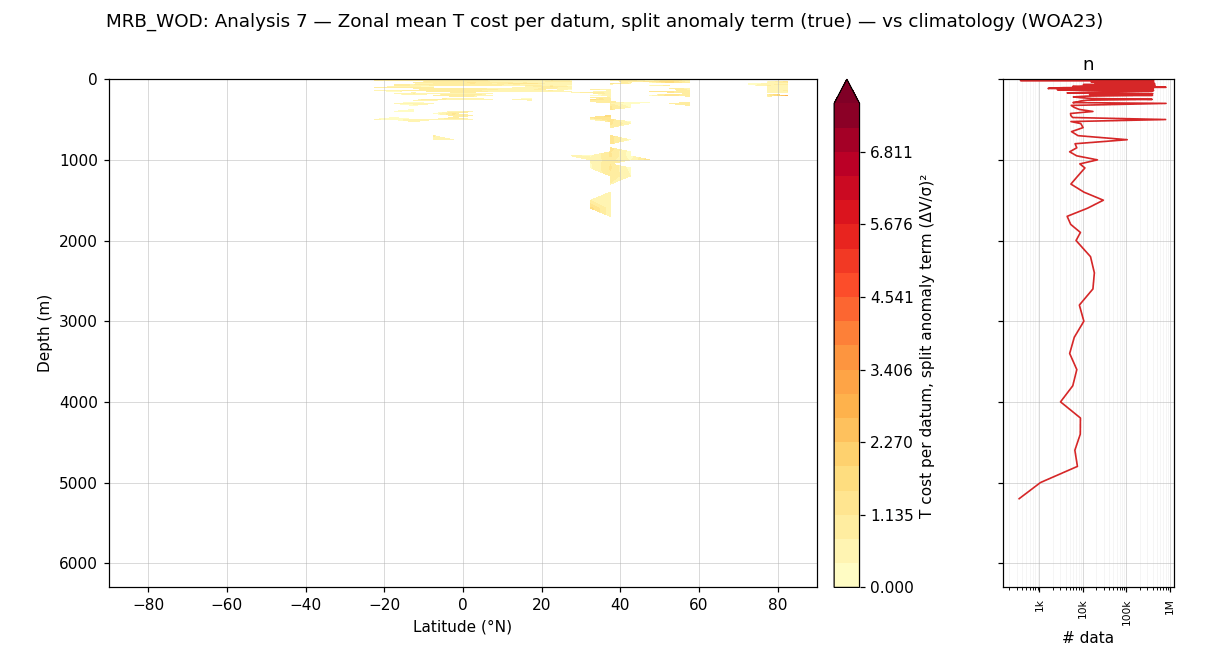 MRB_WOD: Analysis 7 — Zonal mean T cost per datum, split anomaly term (true) — vs climatology (WOA23)
n
0
1000
2000
3000
4000
5000
6000
Depth (m)
−80
−60
−40
−20
0
20
40
60
80
Latitude (°N)
6.811
5.676
4.541
3.406
2.270
1.135
0.000
T cost per datum, split anomaly term (ΔV/σ)²
1k
10k
100k
1M
# data